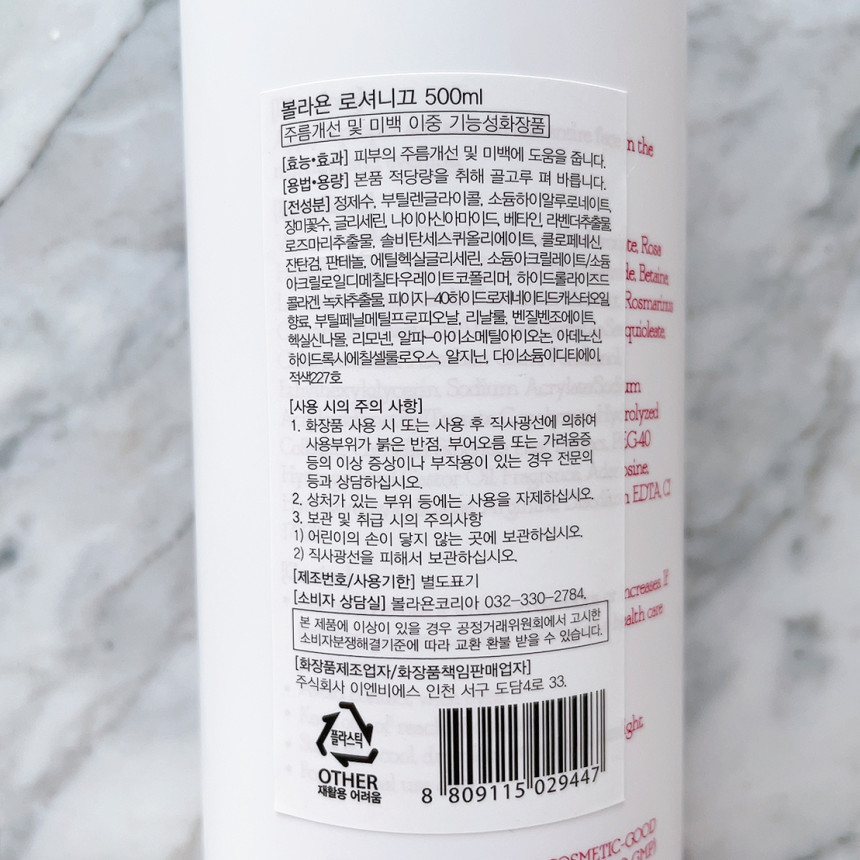 볼라욘 로셔니끄 500ml
주름개선 및 미백 이중 기능성화장품
[효능•효과] 피부의 주름개선 및 미백에 도움을 줍니다.
[용법•용량] 본품 적당량을 취해 골고루 펴 바릅니다.
[전성분] 정제수, 부틸렌글라이콜, 소듐하이알루로네이트,
장미꽃수, 글리세린, 나이아신아마이드, 베타인, 라벤더추출물,
로즈마리추출물, 솔비탄세스퀴올리에이트, 클로페네신,
잔탄검, 판테놀, 에틸헥실글리세린, 소듐아크릴레이트/소듐
아크릴로일디메칠타우레이트코폴리머, 하이드롤라이즈드
콜라겐, 녹차추출물, 피이지-40하이드로제네이티드캐스터오일,
향료, 부틸페닐메틸프로피오날, 리날룰, 벤질벤조에이트,
헥실신나몰, 리모넨, 알파-아이소메틸아이오논, 아데노신,
하이드록시에칠셀룰로오스, 알지닌, 다이소듐이디티에이,
적색227호
[사용 시의 주의 사항]
1. 화장품 사용 시 또는 사용 후 직사광선에 의하여
사용부위가 붉은 반점, 부어오름 또는 가려움증
등의 이상 증상이나 부작용이 있는 경우 전문의
등과 상담하십시오.
2. 상처가 있는 부위 등에는 사용을 자제하십시오.
3. 보관 및 취급 시의 주의사항
1) 어린이의 손이 닿지 않는 곳에 보관하십시오.
2) 직사광선을 피해서 보관하십시오.
[제조번호/사용기한] 별도표기
[소비자 상담실] 볼라욘코리아 032-330-2784.
본 제품에 이상이 있을 경우 공정거래위원회에서 고시한
소비자분쟁해결기준에 따라 교환 환불 받을 수 있습니다.
[화장품제조업자/화장품책임판매업자]
주식회사 이엔비에스 인천 서구 도담4로 33.
플라스틱
OTHER
재활용 어려움
8 809115 029447
in the
Rosa
Betaine,
Rosmarinus
EDTA, CI
increases. If
health care
COSMETIC-GOOD